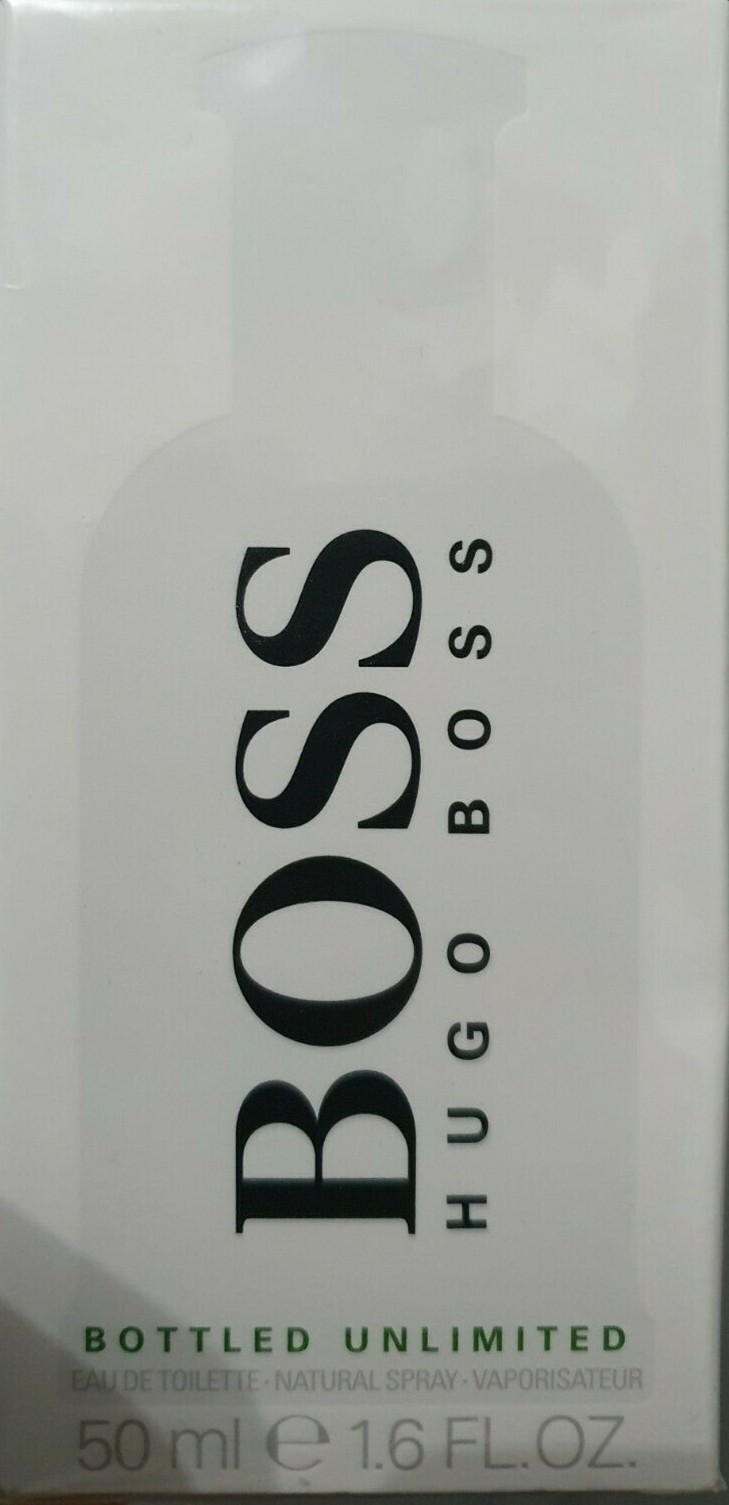 BOSS
HUGO BOSS
BOTTLED UNLIMITED
EAU DE TOILETTE · NATURAL SPRAY · VAPORISATEUR
50 ml ℮ 1.6 FL.OZ.